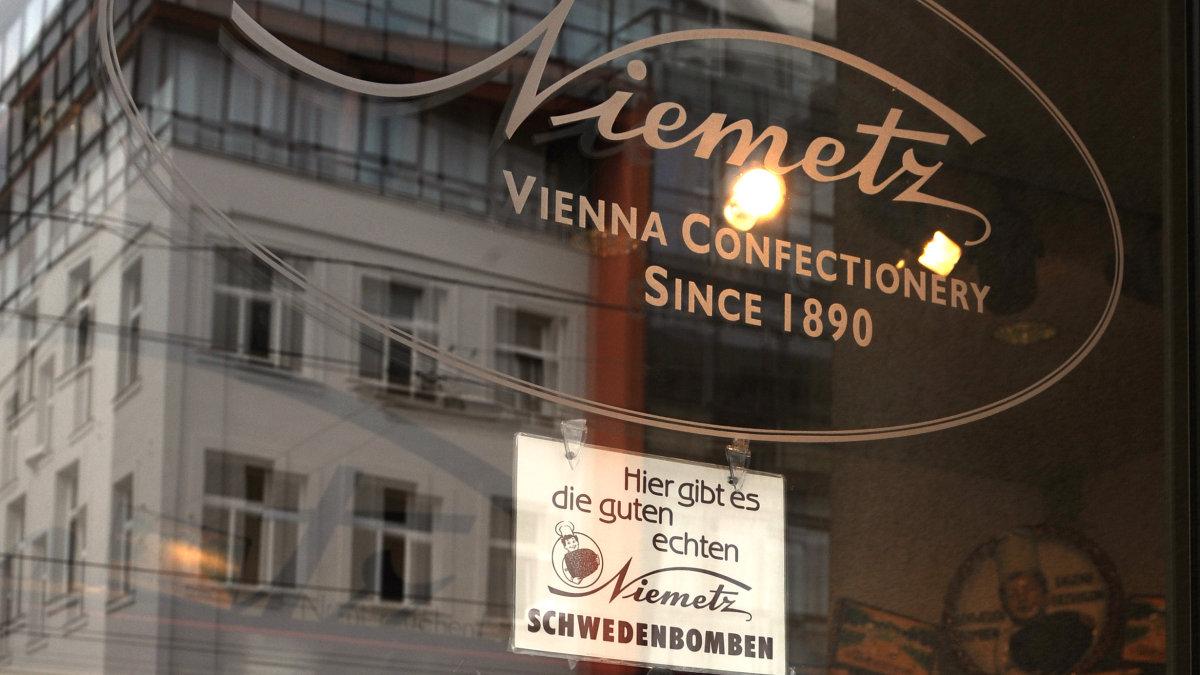 Niemetz
VIENNA CONFECTIONERY
SINCE 1890
Hier gibt es
die guten
echten
Niemetz
SCHWEDENBOMBEN